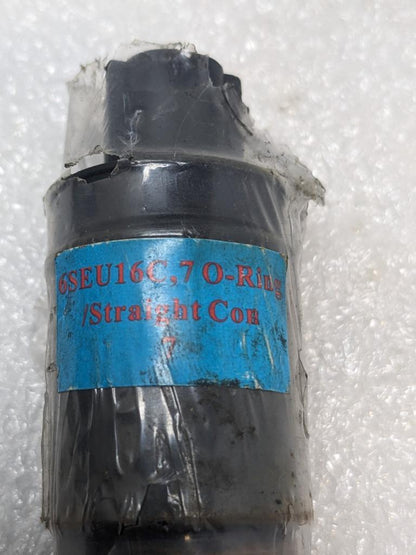 6SEU16C,7 O-Ring
/Straight Con
7